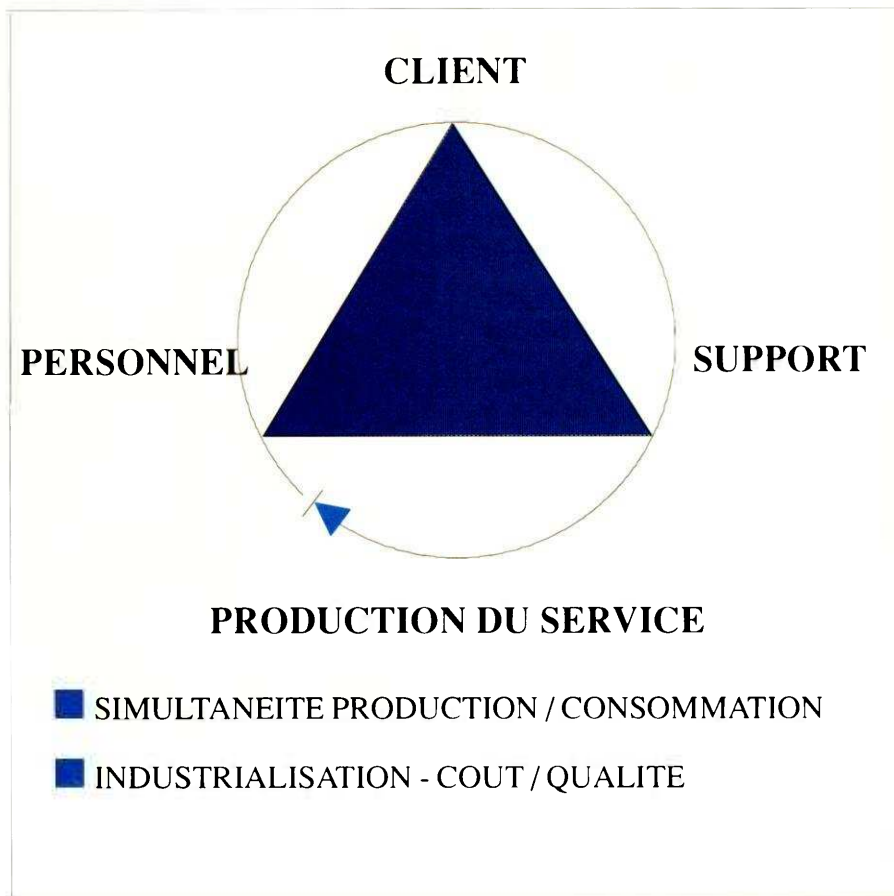 CLIENT
PERSONNEL
SUPPORT
PRODUCTION DU SERVICE
SIMULTANEITE PRODUCTION / CONSOMMATION
INDUSTRIALISATION - COUT / QUALITE